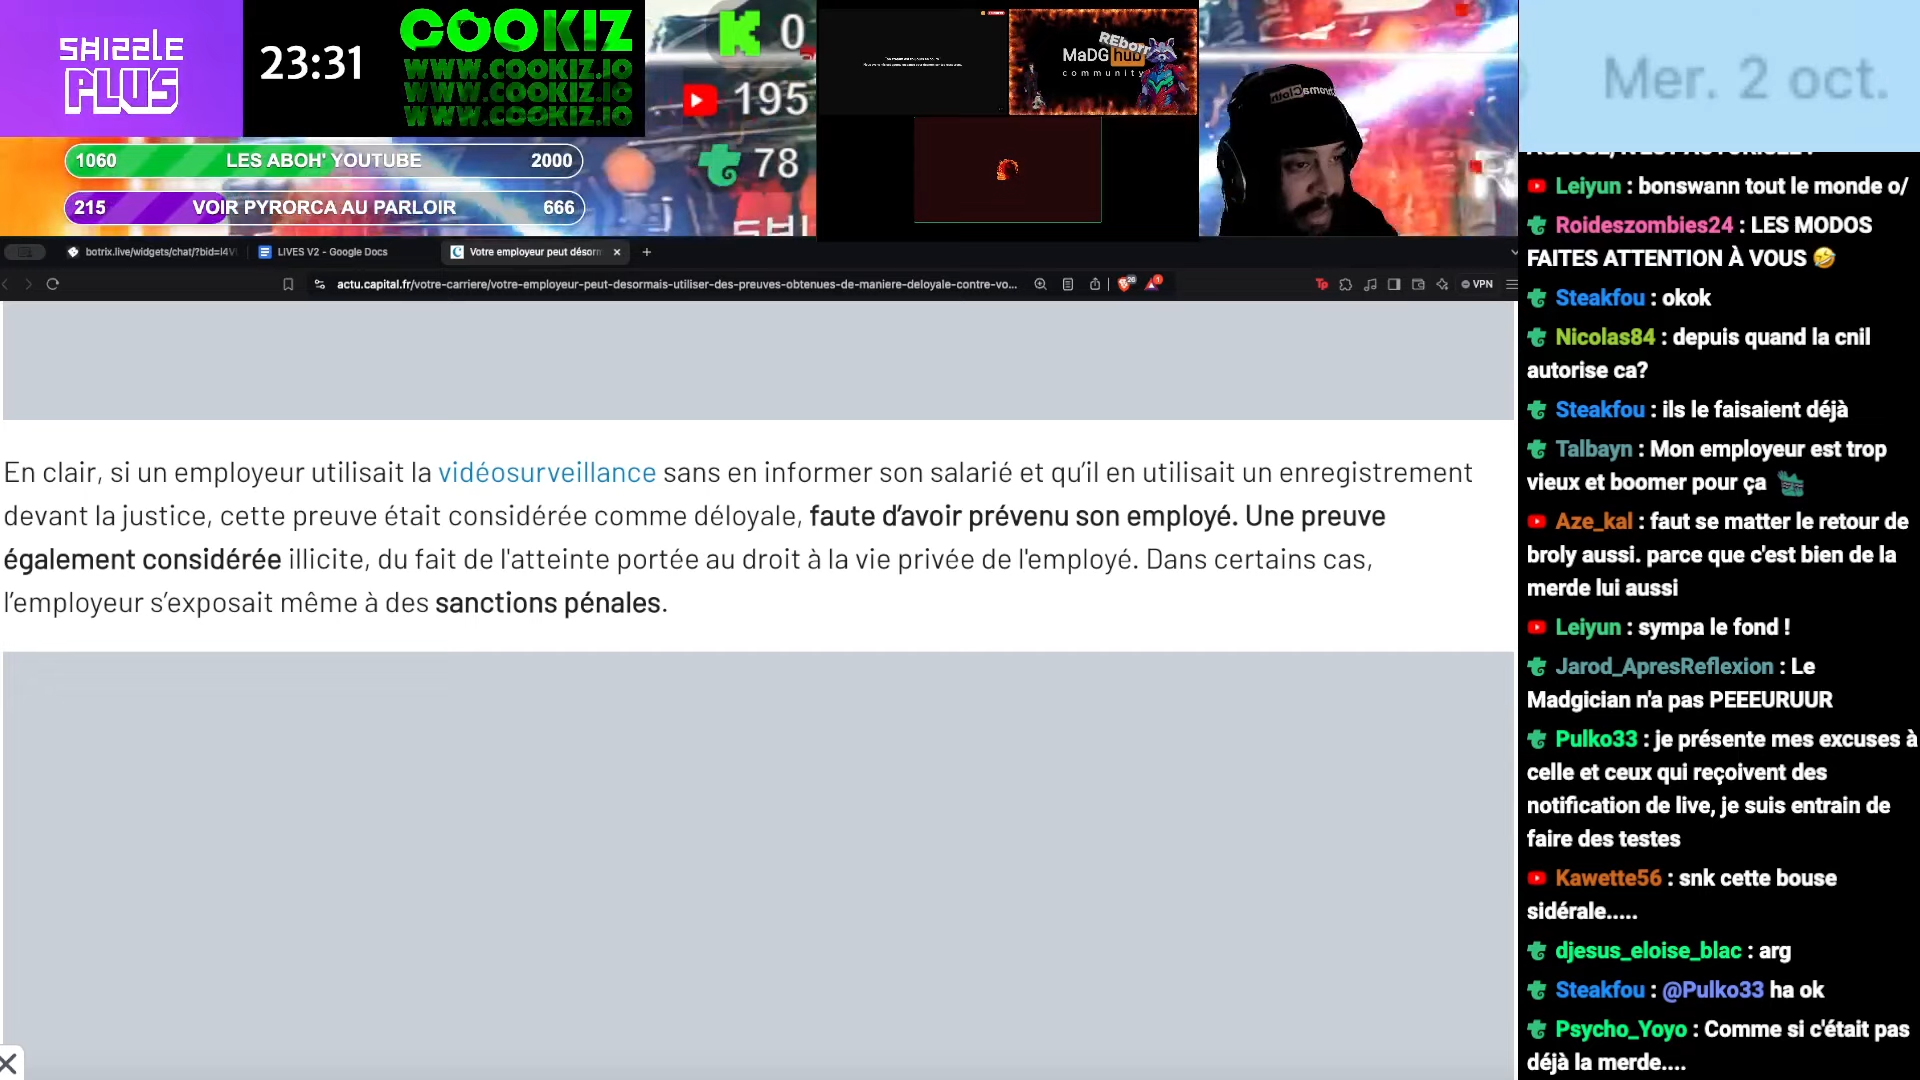 SHIZZLE
PLUS
23:31
COOKIZ
WWW.COOKIZ.IO
WWW.COOKIZ.IO
WWW.COOKIZ.IO
0
195
78
SHI
1060 LES ABOH' YOUTUBE 2000
215 VOIR PYRORCA AU PARLOIR 666
REborn
MaDG hub
community
Mer. 2 oct.
botrix.live/widgets/chat/?bid=I4V
LIVES V2 - Google Docs
Votre employeur peut désorm
actu.capital.fr/votre-carriere/votre-employeur-peut-desormais-utiliser-des-preuves-obtenues-de-maniere-deloyale-contre-vo...
VPN
En clair, si un employeur utilisait la vidéosurveillance sans en informer son salarié et qu’il en utilisait un enregistrement
devant la justice, cette preuve était considérée comme déloyale, faute d’avoir prévenu son employé. Une preuve
également considérée illicite, du fait de l'atteinte portée au droit à la vie privée de l'employé. Dans certains cas,
l’employeur s’exposait même à des sanctions pénales.
Leiyun : bonswann tout le monde o/
Roideszombies24 : LES MODOS
FAITES ATTENTION À VOUS 🤣
Steakfou : okok
Nicolas84 : depuis quand la cnil
autorise ca?
Steakfou : ils le faisaient déjà
Talbayn : Mon employeur est trop
vieux et boomer pour ça
Aze_kal : faut se matter le retour de
broly aussi. parce que c'est bien de la
merde lui aussi
Leiyun : sympa le fond !
Jarod_ApresReflexion : Le
Madgician n'a pas PEEEURUUR
Pulko33 : je présente mes excuses à
celle et ceux qui reçoivent des
notification de live, je suis entrain de
faire des testes
Kawette56 : snk cette bouse
sidérale.....
djesus_eloise_blac : arg
Steakfou : @Pulko33 ha ok
Psycho_Yoyo : Comme si c'était pas
déjà la merde....